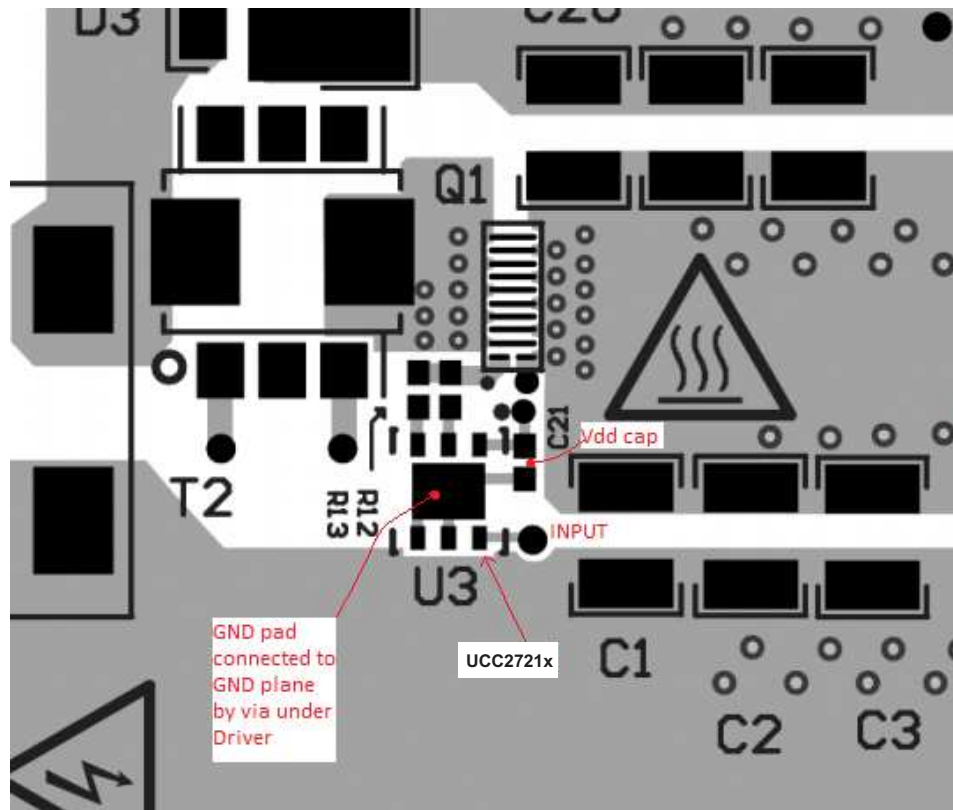 D3
C20
Q1
C21
Vdd cap
T2
R13
R12
INPUT
U3
GND pad
connected to
GND plane
by via under
Driver
UCC2721x
C1
C2
C3